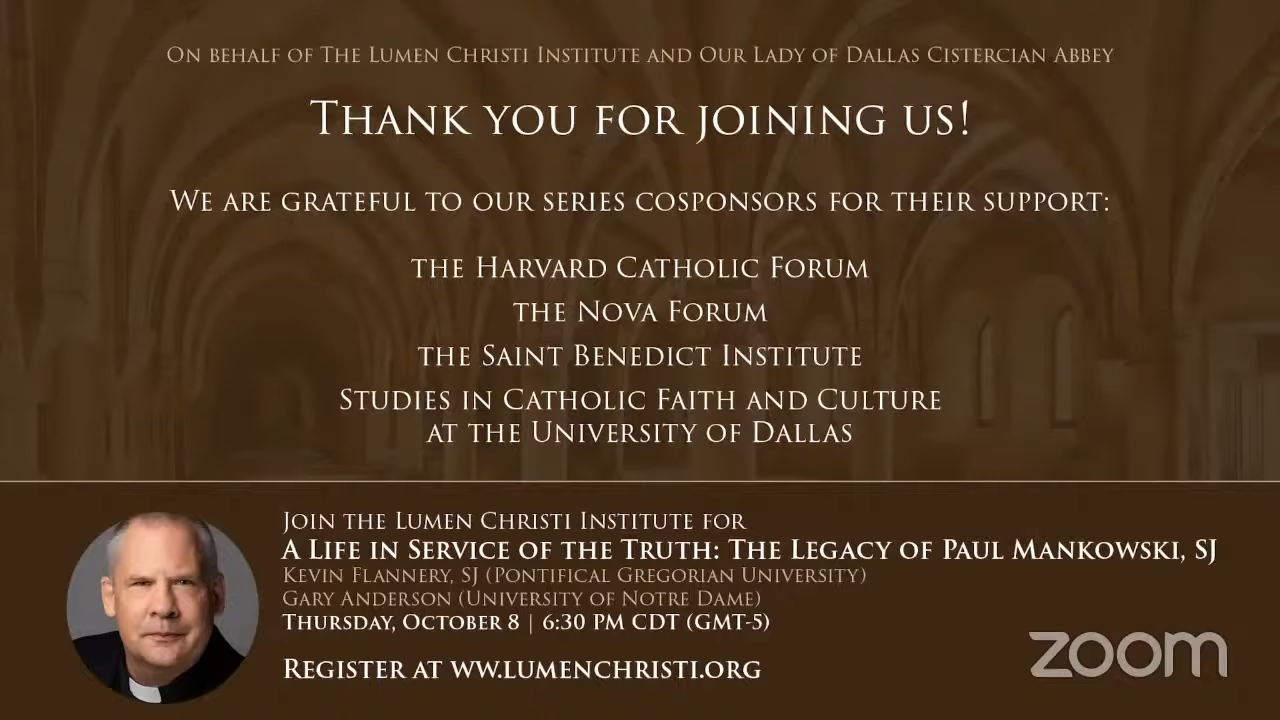 On behalf of The Lumen Christi Institute and Our Lady of Dallas Cistercian Abbey
Thank you for joining us!
We are grateful to our series cosponsors for their support:
the Harvard Catholic Forum
the Nova Forum
the Saint Benedict Institute
Studies in Catholic Faith and Culture
at the University of Dallas
Join the Lumen Christi Institute for
A Life in Service of the Truth: The Legacy of Paul Mankowski, SJ
Kevin Flannery, SJ (Pontifical Gregorian University)
Gary Anderson (University of Notre Dame)
Thursday, October 8 | 6:30 PM CDT (GMT-5)
Register at ww.lumenchristi.org
zoom